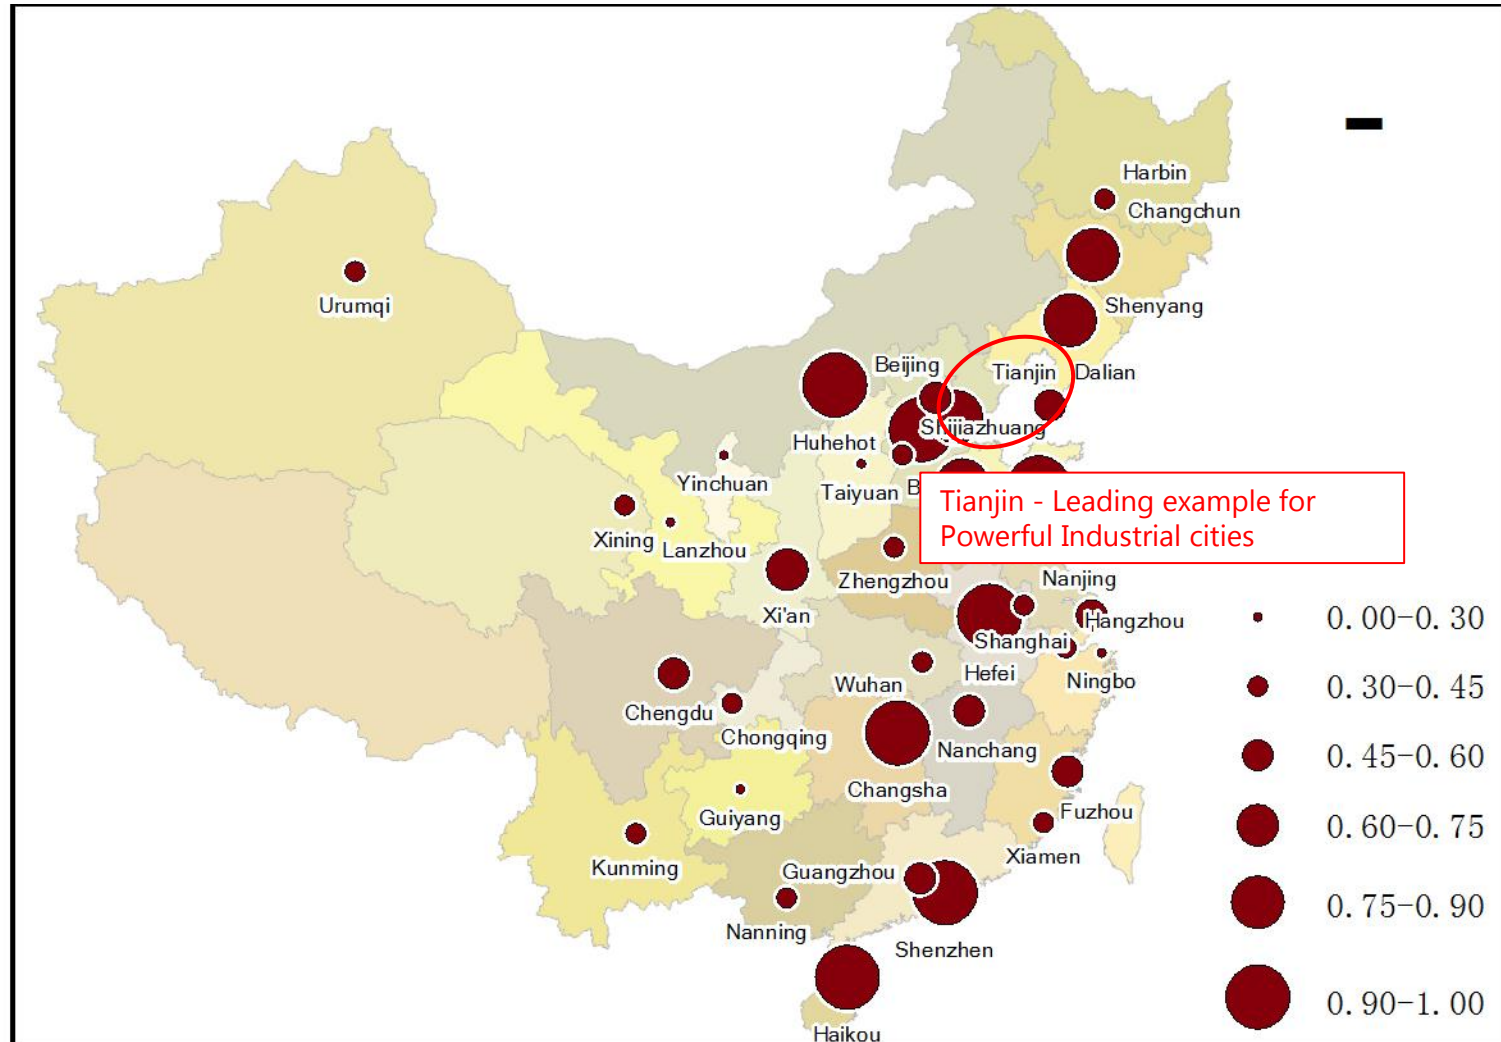 Harbin
Changchun
Urumqi
Shenyang
Beijing
Tianjin
Dalian
Shijiazhuang
Huhehot
Yinchuan
Taiyuan
B
Tianjin - Leading example for
Powerful Industrial cities
Xining
Lanzhou
Zhengzhou
Nanjing
Xi'an
Hangzhou
0.00-0.30
Shanghai
Hefei
Ningbo
Wuhan
0.30-0.45
Chengdu
Chongqing
Nanchang
0.45-0.60
Changsha
Guiyang
Fuzhou
0.60-0.75
Xiamen
Kunming
Guangzhou
0.75-0.90
Nanning
Shenzhen
0.90-1.00
Haikou